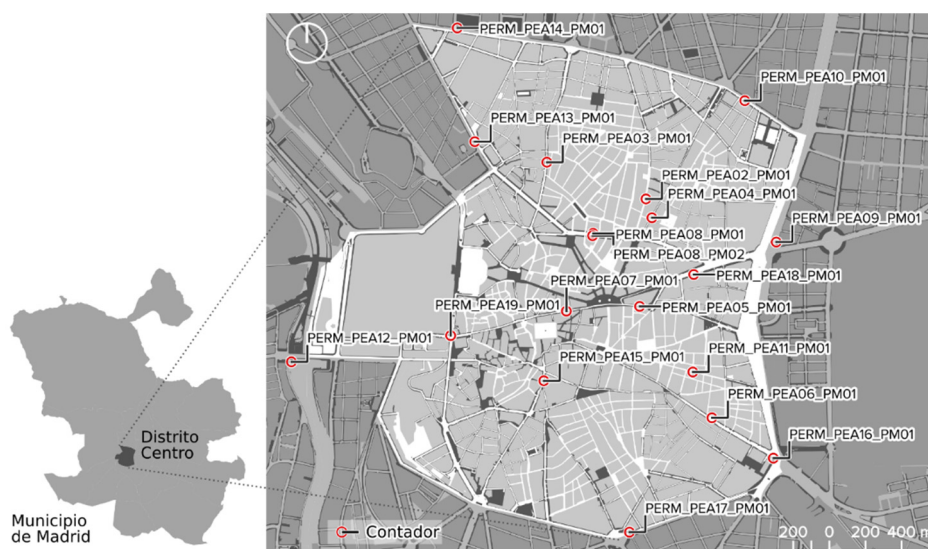 PERM_PEA14_PM01
PERM_PEA10_PM01
PERM_PEA13_PM01
PERM_PEA03_PM01
PERM_PEA02_PM01
PERM_PEA04_PM01
PERM_PEA09_PM01
PERM_PEA08_PM01
PERM_PEA08_PM02
PERM_PEA18_PM01
PERM_PEA07_PM01
PERM_PEA19_PM01
PERM_PEA05_PM01
PERM_PEA12_PM01
PERM_PEA15_PM01
PERM_PEA11_PM01
PERM_PEA06_PM01
PERM_PEA16_PM01
Distrito
Centro
Municipio
de Madrid
Contador
PERM_PEA17_PM01
200 0 200 400 m